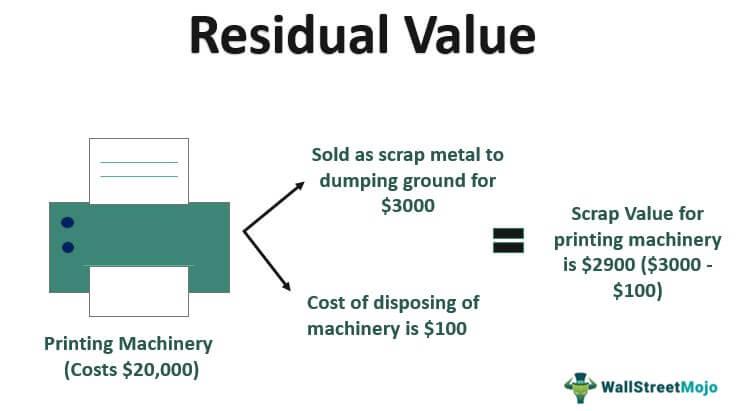 Residual Value
Sold as scrap metal to
dumping ground for
$3000
Scrap Value for
printing machinery
is $2900 ($3000 -
$100)
Cost of disposing of
machinery is $100
Printing Machinery
(Costs $20,000)
WallStreetMojo